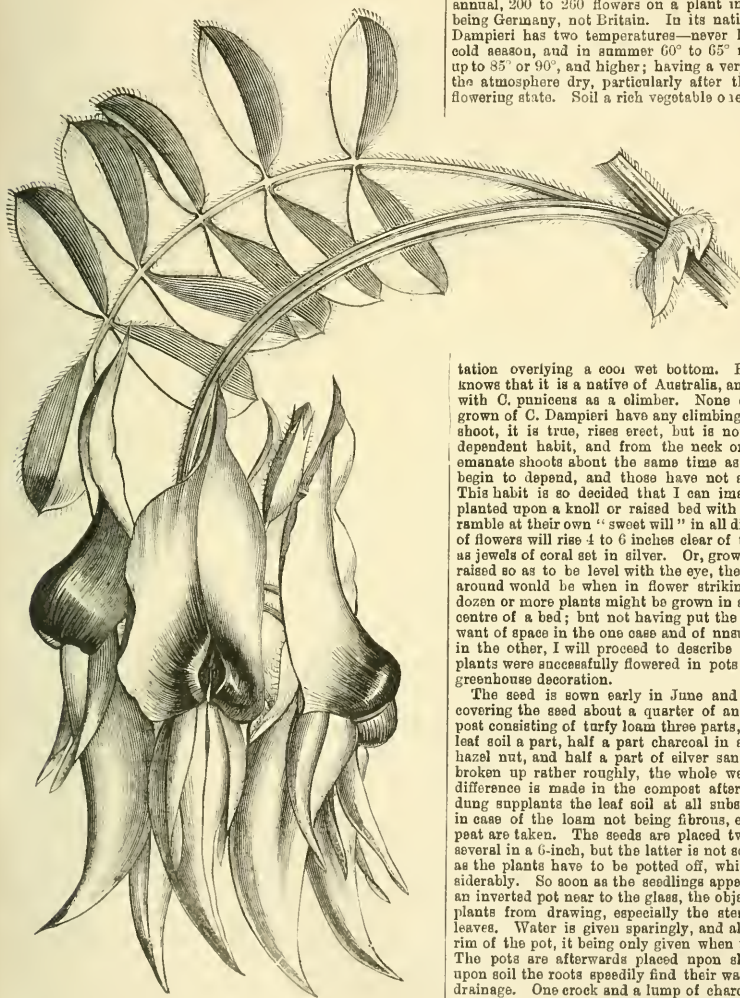 annual, 200 to 260 flowers on a plant in
being Germany, not Britain. In its nati
Dampieri has two temperatures—never
cold season, and in summer 60° to 65°
up to 85° or 90°, and higher; having a ver
the atmosphere dry, particularly after t
flowering state. Soil a rich vegetable
tation overlying a cool wet bottom.
knows that it is a native of Australia, an
with C. puniceus as a climber. None
grown of C. Dampieri have any climbing
shoot, it is true, rises erect, but is no
dependent habit, and from the neck or
emanate shoots about the same time as
begin to depend, and those have not
This habit is so decided that I can ima
planted upon a knoll or raised bed with
ramble at their own “ sweet will ” in all di
of flowers will rise 4 to 6 inches clear of
as jewels of coral set in silver. Or, grow
raised so as to be level with the eye, the
around would be when in flower strikin
dozen or more plants might be grown in
centre of a bed; but not having put the
want of space in the one case and of unsu
in the other, I will proceed to describe
plants were successfully flowered in pots
greenhouse decoration.
The seed is sown early in June and
covering the seed about a quarter of an
post consisting of turfy loam three parts,
leaf soil a part, half a part charcoal in
hazel nut, and half a part of silver san
broken up rather roughly, the whole we
difference is made in the compost after
dung supplants the leaf soil at all subs
in case of the loam not being fibrous, e
peat are taken. The seeds are placed tw
several in a 6-inch, but the latter is not s
as the plants have to be potted off, whi
siderably. So soon as the seedlings appe
an inverted pot near to the glass, the obje
plants from drawing, especially the ste
leaves. Water is given sparingly, and al
rim of the pot, it being only given when
The pots are afterwards placed upon sl
upon soil the roots speedily find their wa
drainage. One crock and a lump of charc